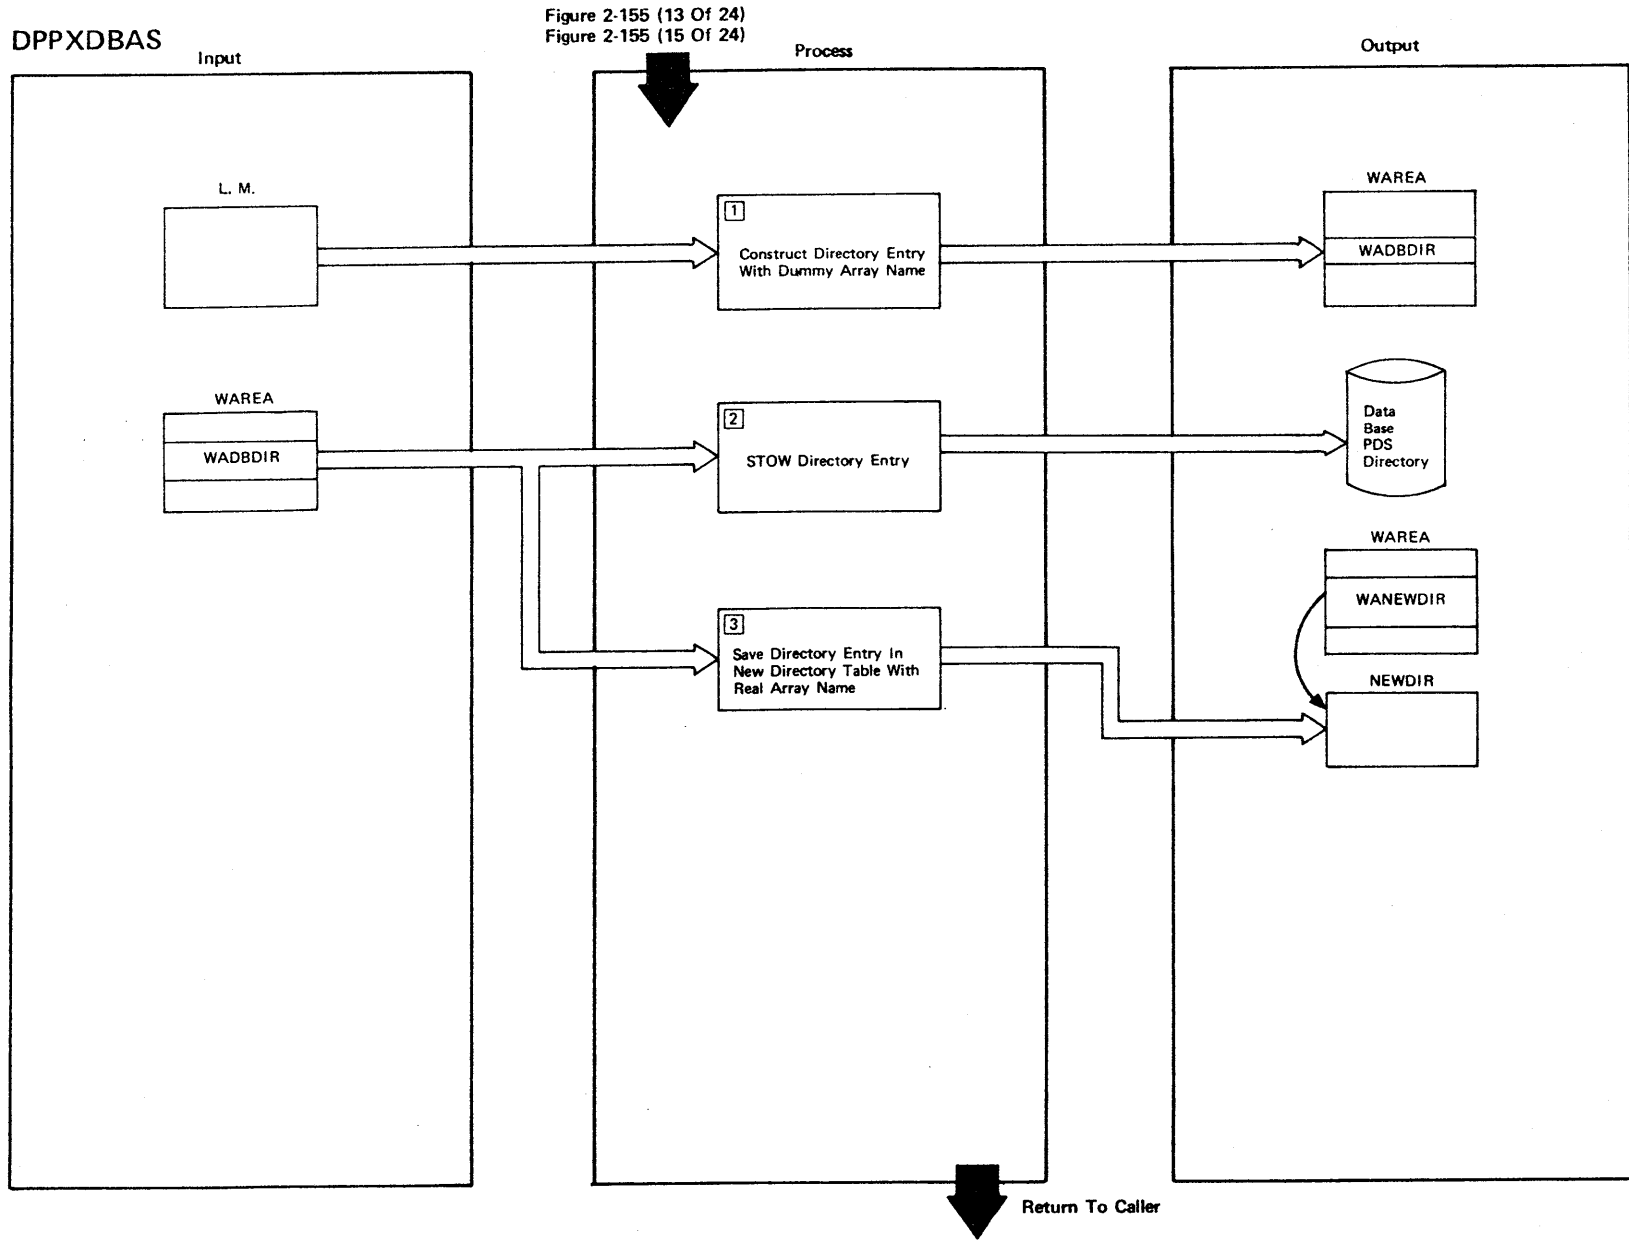 Figure 2-155 (13 Of 24)
Figure 2-155 (15 Of 24)
DPPXDBAS
Input
Process
Output
L. M.
1
Construct Directory Entry
With Dummy Array Name
WAREA
WADBDIR
WAREA
WADBDIR
2
STOW Directory Entry
Data
Base
PDS
Directory
3
Save Directory Entry In
New Directory Table With
Real Array Name
WAREA
WANEWDIR
NEWDIR
Return To Caller